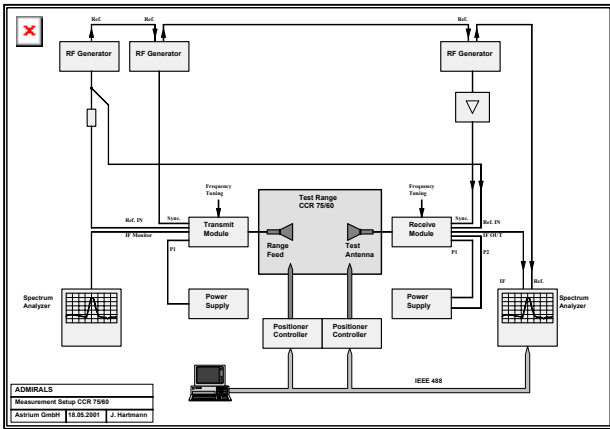 Ref.
Ref.
Ref.
RF Generator
RF Generator
RF Generator
Frequency
Tuning
Test Range
CCR 75/60
Frequency
Tuning
Ref. IN
Sync.
Transmit
Module
Range
Feed
Test
Antenna
Receive
Module
Sync.
Ref. IN
IF Monitor
IF OUT
P1
P1
P2
IF
Ref.
Spectrum
Analyzer
Power
Supply
Power
Supply
Spectrum
Analyzer
Positioner
Controller
Positioner
Controller
IEEE 488
ADMIRALS
Measurement Setup CCR 75/60
Astrium GmbH 18.05.2001 J. Hartmann